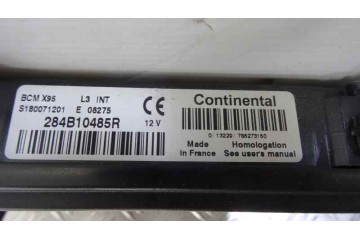 BCM X95 L3 INT
S180071201 E 08275
284B10485R 12 V
CE
Continental
Made in France
Homologation See users manual